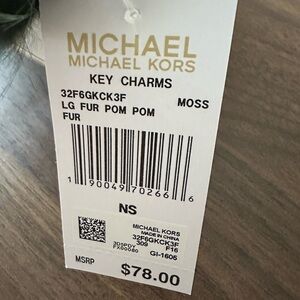 MICHAEL
MICHAEL KORS
KEY CHARMS
32F6GKCK3F MOSS
LG FUR POM POM
FUR
1 90049 70266 6
NS
MICHAEL KORS
MADE IN CHINA
32F6GKCK3F
309 F16
GI-1606
MSRP $78.00